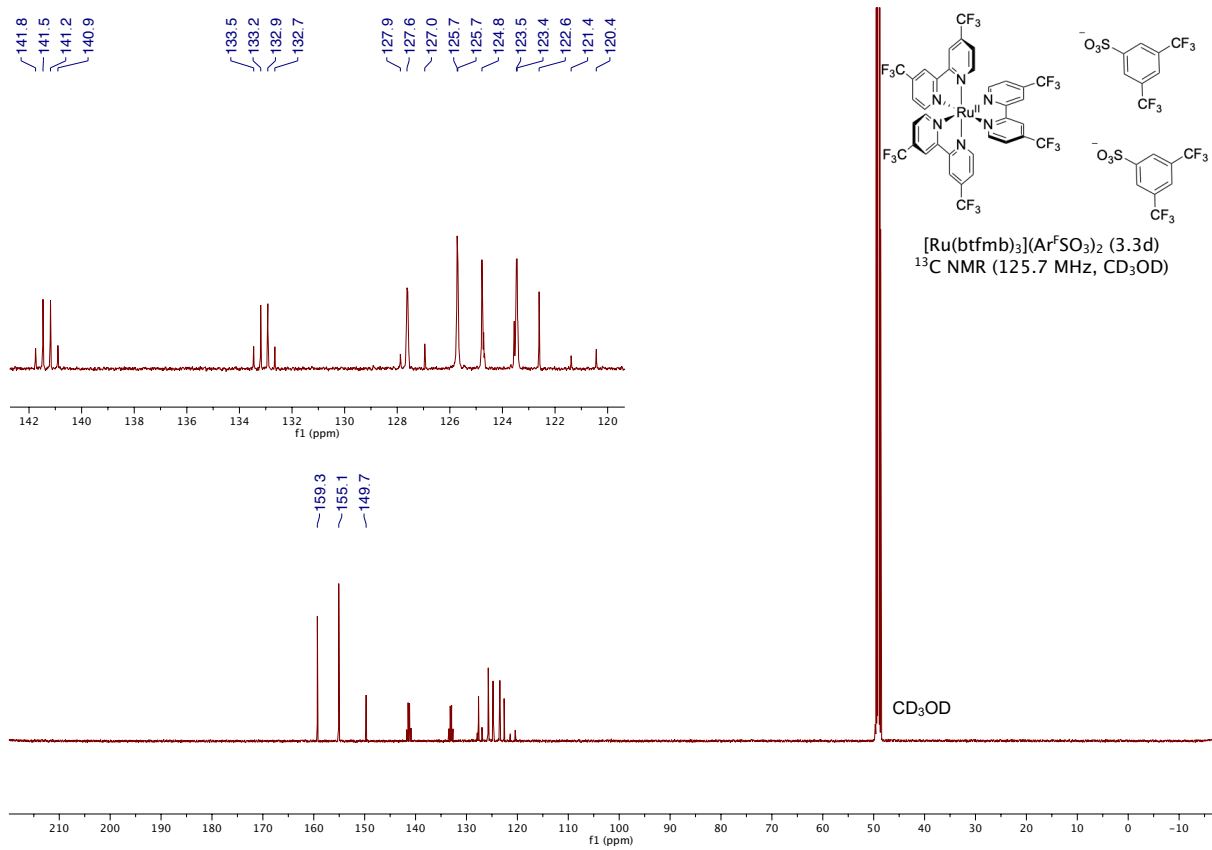 141.8
141.5
141.2
140.9
133.5
133.2
132.9
132.7
127.9
127.6
127.0
125.7
125.7
124.8
123.5
123.4
122.6
121.4
120.4
142 140 138 136 134 132 130 128 126 124 122 120
f1 (ppm)
CF₃
CF₃
CF₃
CF₃
CF₃
CF₃
N
N
N
N
N
N
Ruᴵᴵ
⁻O₃S
CF₃
CF₃
⁻O₃S
CF₃
CF₃
[Ru(btfmb)₃](ArᶠSO₃)₂ (3.3d)
¹³C NMR (125.7 MHz, CD₃OD)
159.3
155.1
149.7
CD₃OD
210 200 190 180 170 160 150 140 130 120 110 100 90 80 70 60 50 40 30 20 10 0 -10
f1 (ppm)